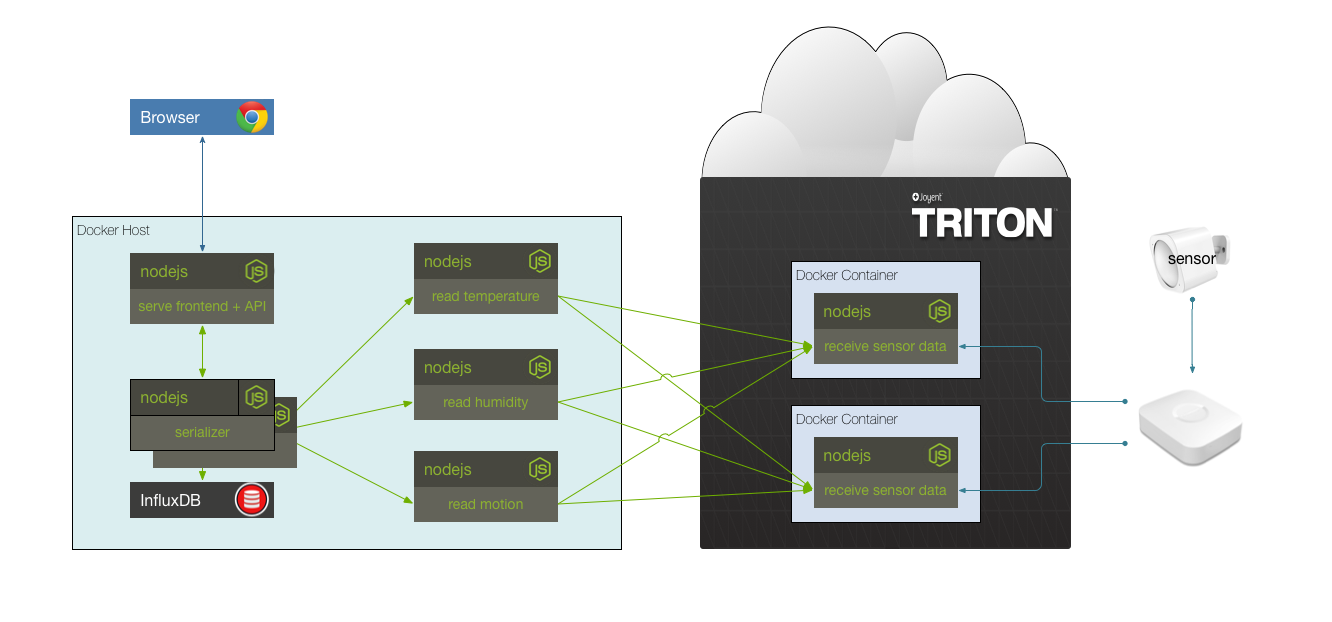 Browser
Docker Host
nodejs JS
serve frontend + API
nodejs JS
serializer
JS
InfluxDB
nodejs JS
read temperature
nodejs JS
read humidity
nodejs JS
read motion
Joyent
TRITON
Docker Container
nodejs JS
receive sensor data
Docker Container
nodejs JS
receive sensor data
sensor